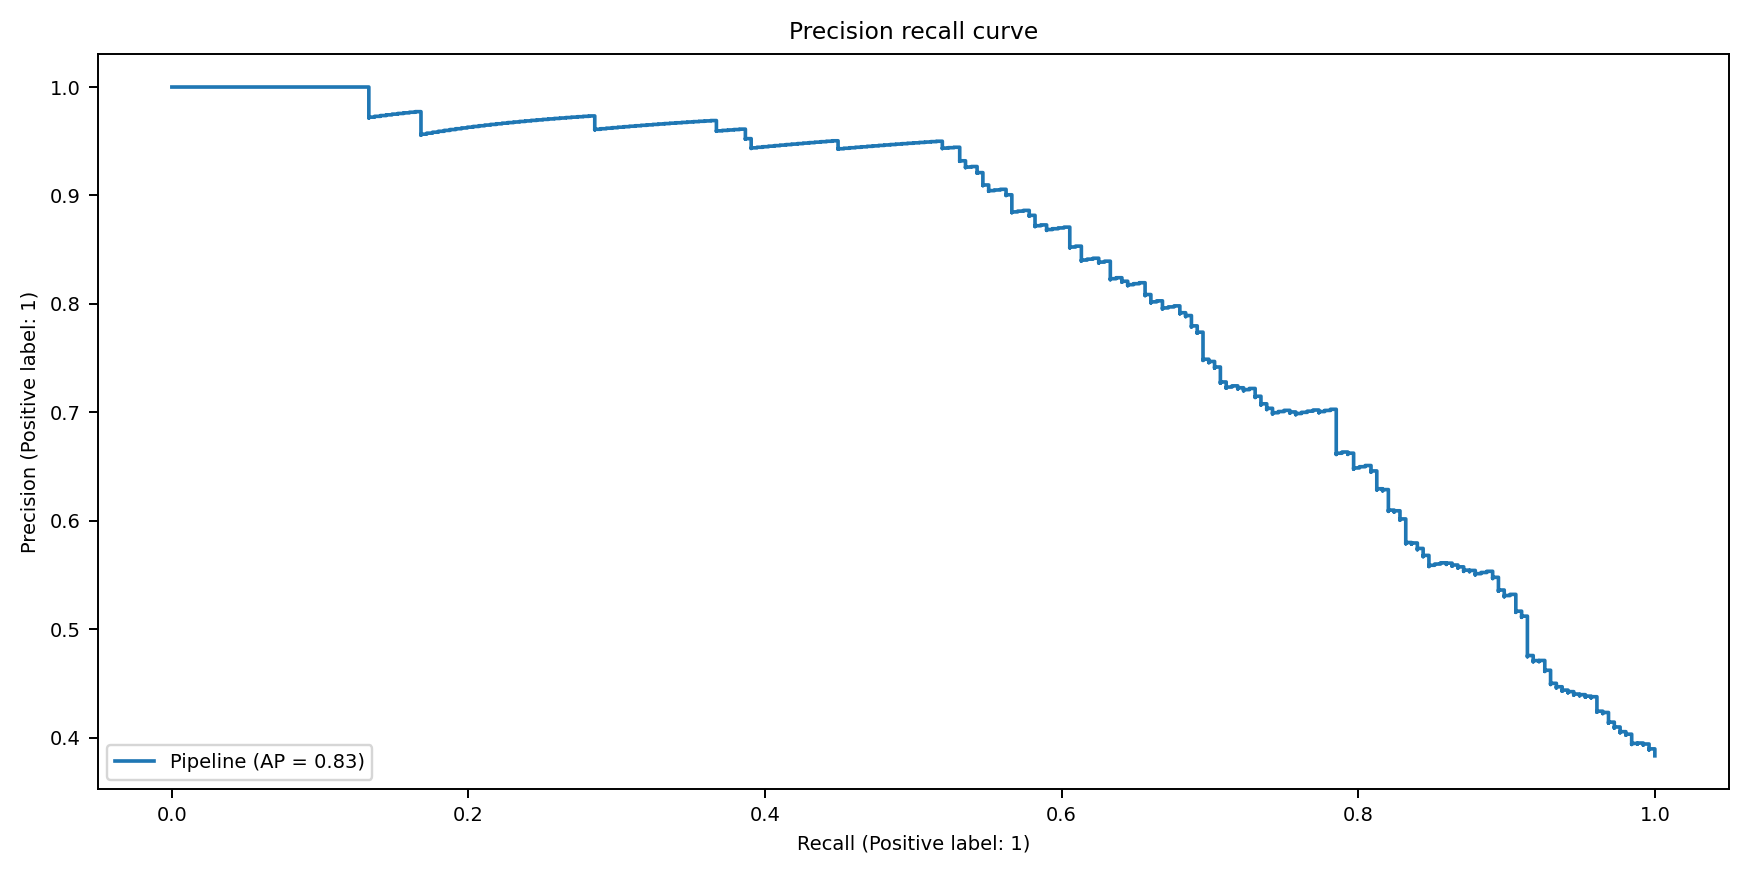 Precision recall curve
1.0
0.9
0.8
0.7
0.6
0.5
0.4
Precision (Positive label: 1)
Pipeline (AP = 0.83)
0.0 0.2 0.4 0.6 0.8 1.0
Recall (Positive label: 1)